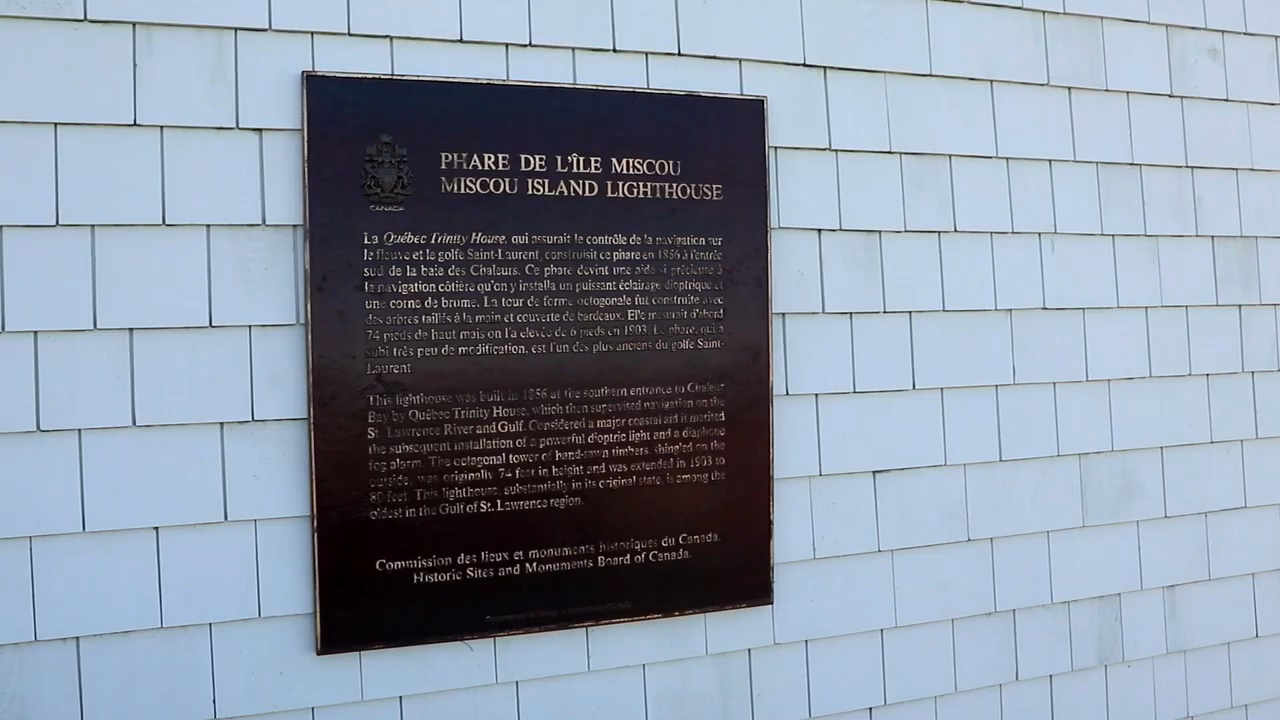 CANADA
PHARE DE L'ÎLE MISCOU
MISCOU ISLAND LIGHTHOUSE
La Québec Trinity House, qui assurait le contrôle de la navigation sur
le fleuve et le golfe Saint-Laurent, construisit ce phare en 1856 à l'entrée
sud de la baie des Chaleurs. Ce phare devint une aide si précieuse à
la navigation côtière qu'on y installa un puissant éclairage dioptrique et
une corne de brume. La tour de forme octogonale fut construite avec
des arbres taillés à la main et couverte de bardeaux. Elle mesurait d'abord
74 pieds de haut mais on l'a élevée de 6 pieds en 1903. Le phare, qui a
subi très peu de modification, est l'un des plus anciens du golfe Saint-
Laurent
This lighthouse was built in 1856 at the southern entrance to Chaleur
Bay by Québec Trinity House, which then supervised navigation on the
St. Lawrence River and Gulf. Considered a major coastal aid it merited
the subsequent installation of a powerful dioptric light and a diaphone
fog alarm. The octagonal tower of hand-sawn timbers, shingled on the
outside, was originally 74 feet in height and was extended in 1903 to
80 feet. This lighthouse, substantially in its original state, is among the
oldest in the Gulf of St. Lawrence region.
Commission des lieux et monuments historiques du Canada.
Historic Sites and Monuments Board of Canada.